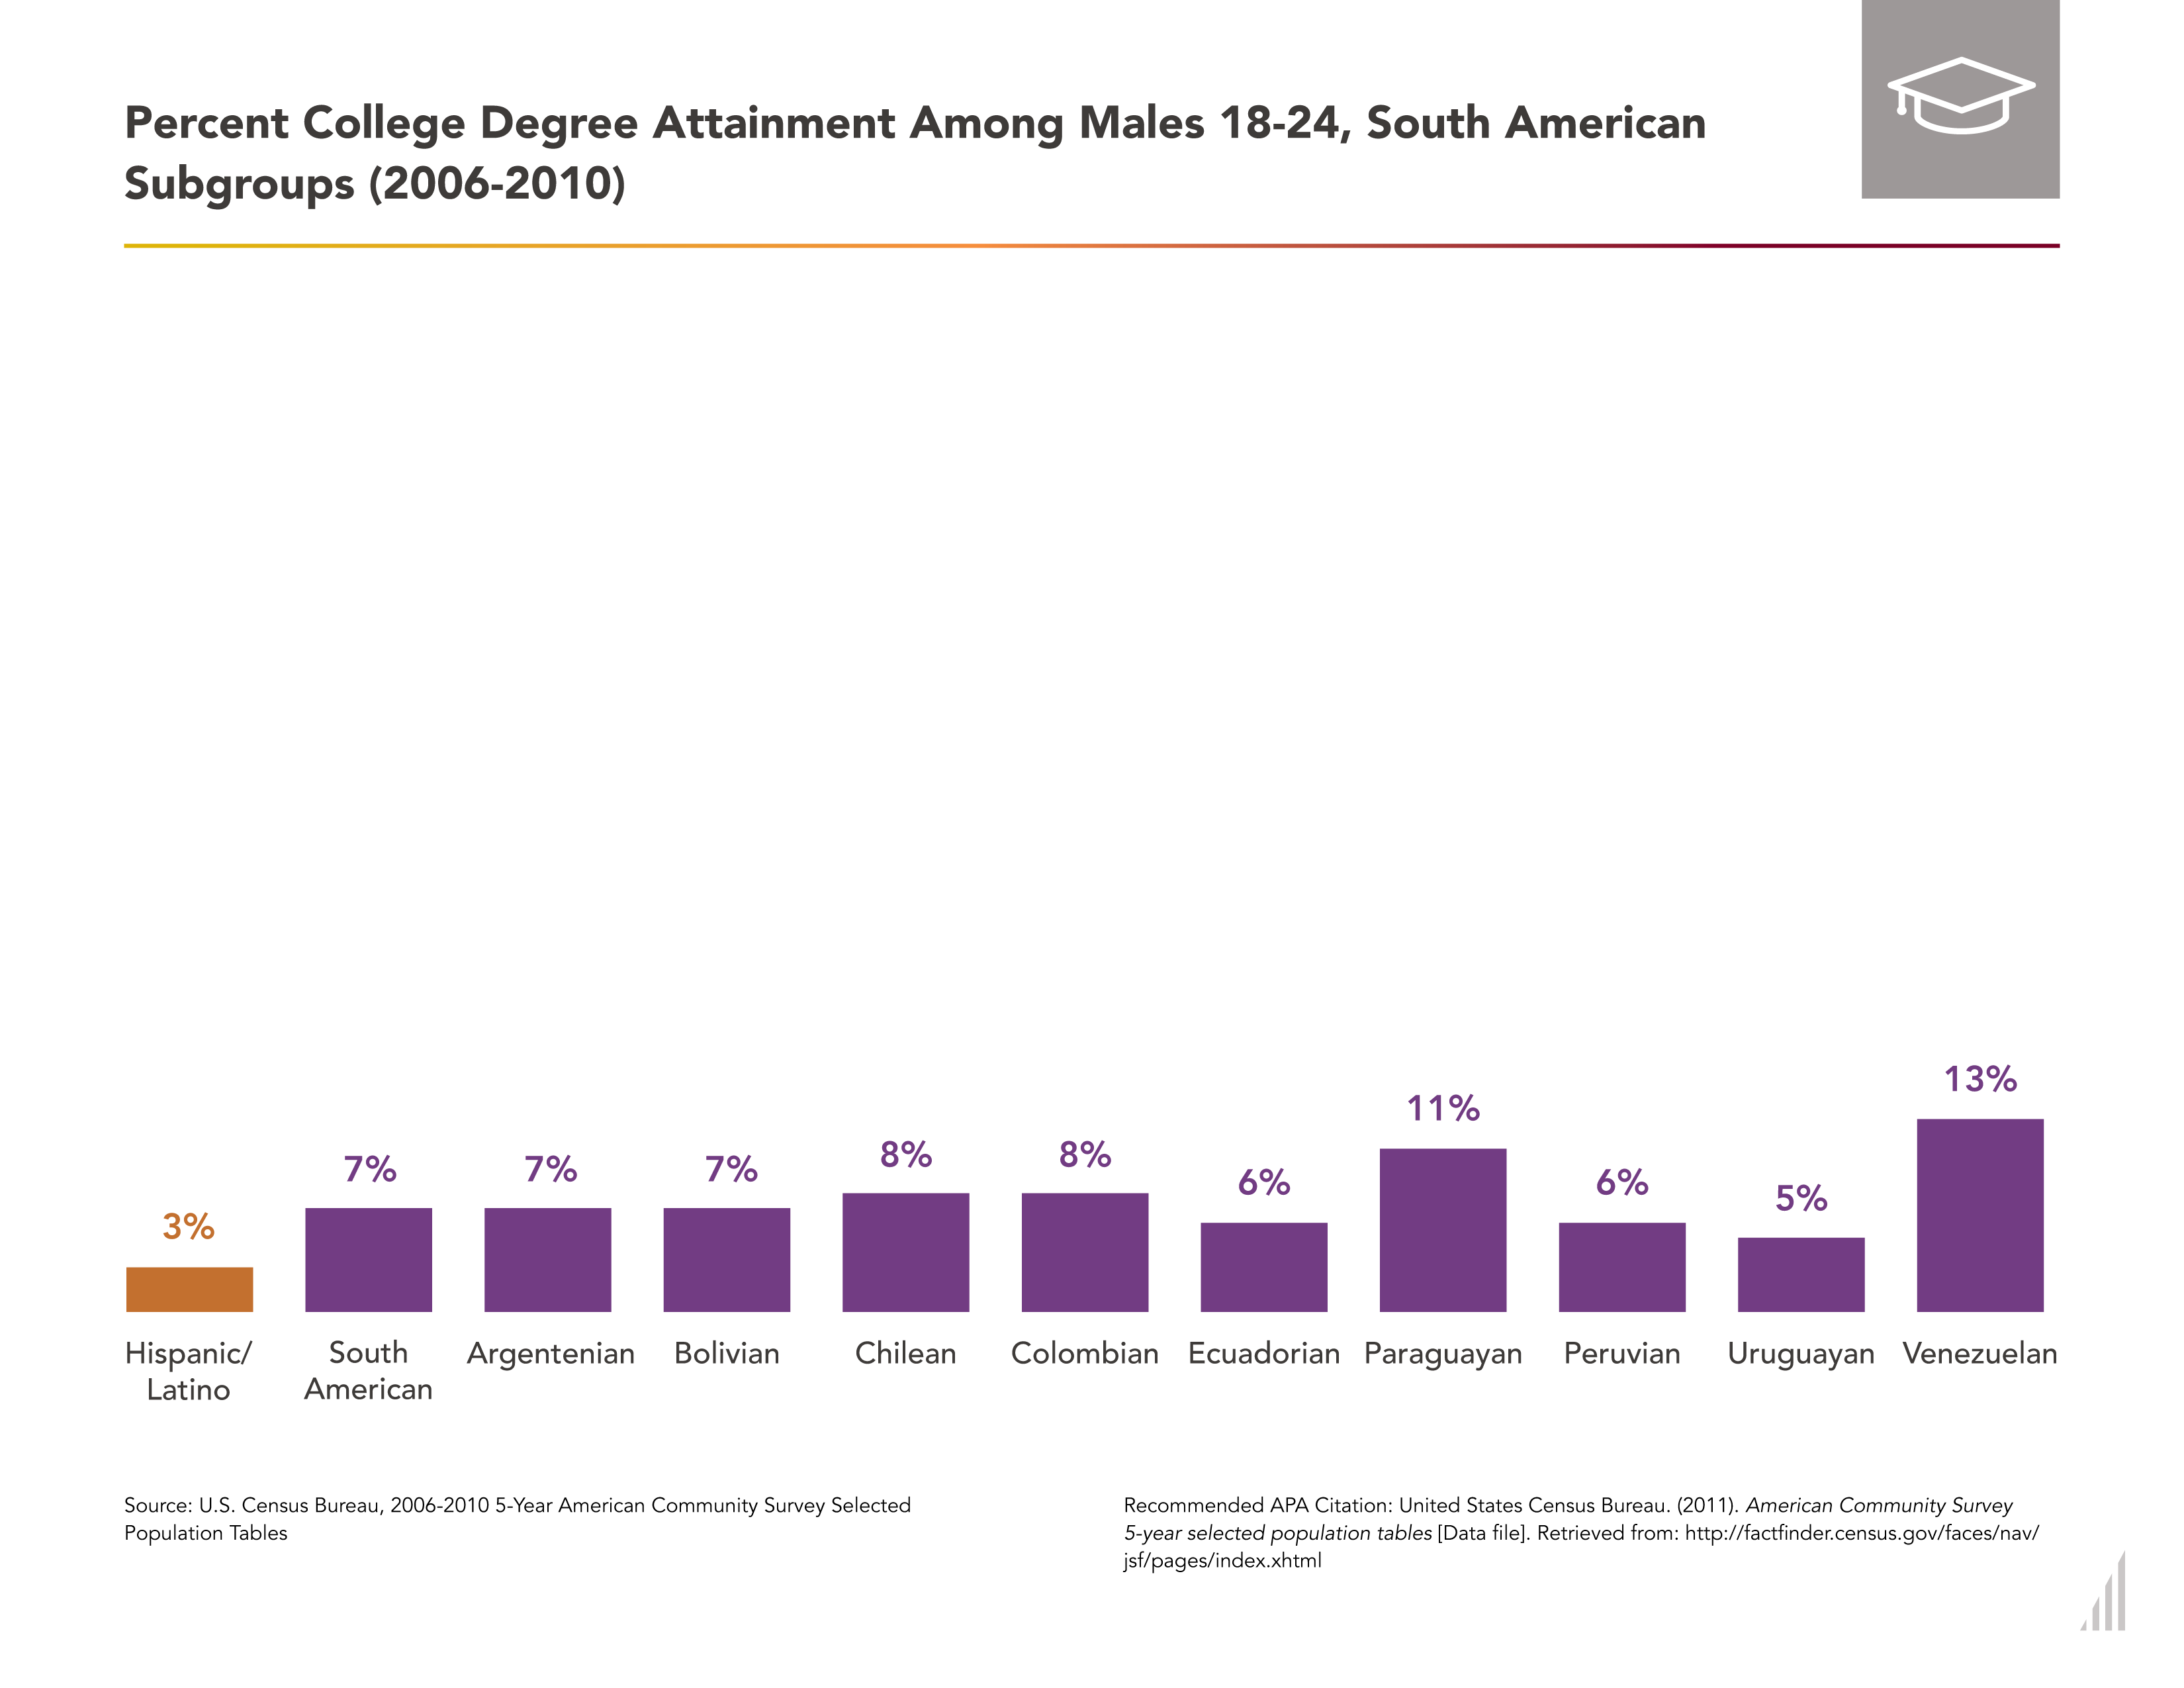 Percent College Degree Attainment Among Males 18-24, South American
Subgroups (2006-2010)
3%
7%
7%
7%
8%
8%
6%
11%
6%
5%
13%
Hispanic/
Latino
South
American
Argentenian
Bolivian
Chilean
Colombian
Ecuadorian
Paraguayan
Peruvian
Uruguayan
Venezuelan
Source: U.S. Census Bureau, 2006-2010 5-Year American Community Survey Selected
Population Tables
Recommended APA Citation: United States Census Bureau. (2011). American Community Survey
5-year selected population tables [Data file]. Retrieved from: http://factfinder.census.gov/faces/nav/
jsf/pages/index.xhtml